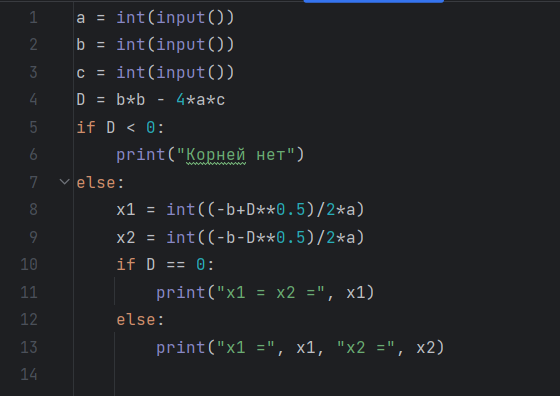 1 a = int(input())
2 b = int(input())
3 c = int(input())
4 D = b*b - 4*a*c
5 if D < 0:
6     print("Корней нет")
7 else:
8     x1 = int((-b+D**0.5)/2*a)
9     x2 = int((-b-D**0.5)/2*a)
10     if D == 0:
11         print("x1 = x2 =", x1)
12     else:
13         print("x1 =", x1, "x2 =", x2)
14